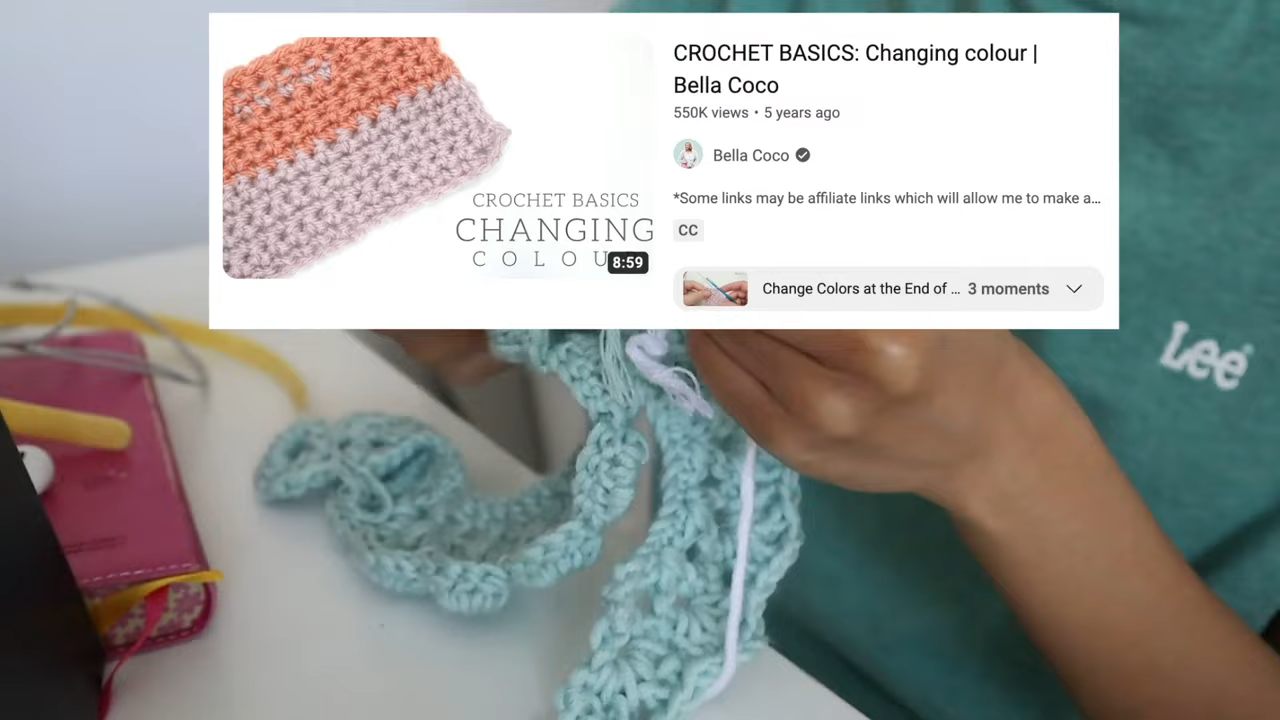 CROCHET BASICS: Changing colour |
Bella Coco
550K views • 5 years ago
Bella Coco
*Some links may be affiliate links which will allow me to make a...
CC
Change Colors at the End of ... 3 moments
CROCHET BASICS
CHANGING
COLOU
8:59
Lee